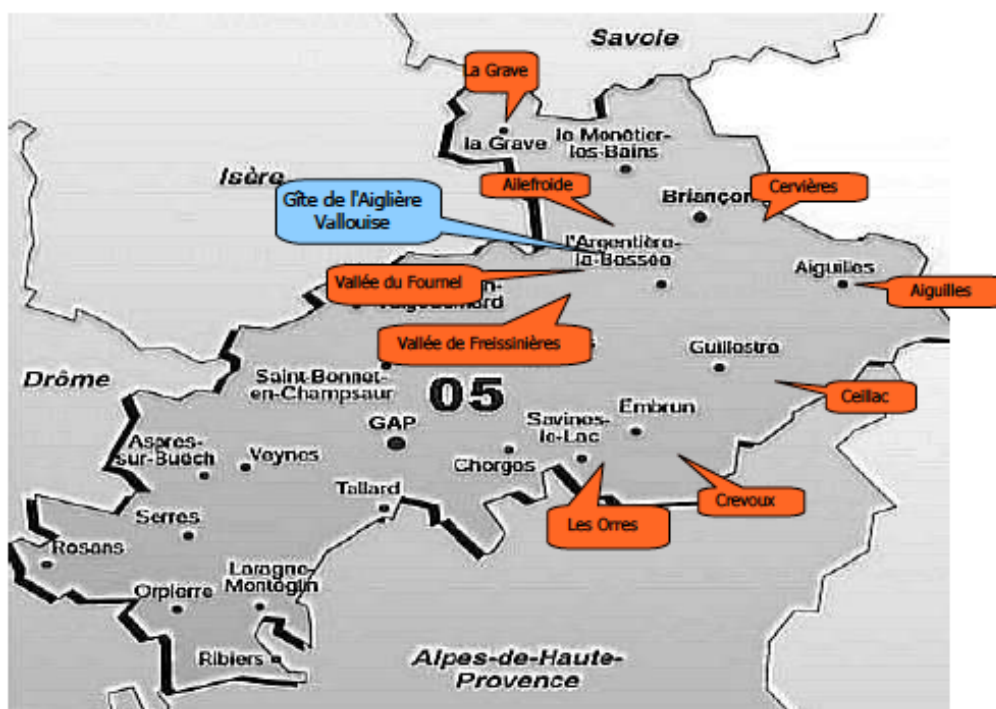 Savoie
La Grave
la Grave
le Monêtier-
les-Bains
Isère
Ailefroide
Cervières
Briançon
Gîte de l'Aiglière
Vallouise
l'Argentière-
la-Bessée
Aiguilles
Aiguilles
Vallée du Fournel
Vallée de Freissinières
Guillestre
Drôme
Saint-Bonnet-
en-Champsaur
05
Ceillac
Embrun
Savines-
le-Lac
GAP
Aspres-
sur-Buëch
Veynes
Chorges
Tallard
Crevoux
Les Orres
Serres
Rosans
Laragne-
Montéglin
Orpierre
Ribiers
Alpes-de-Haute-
Provence